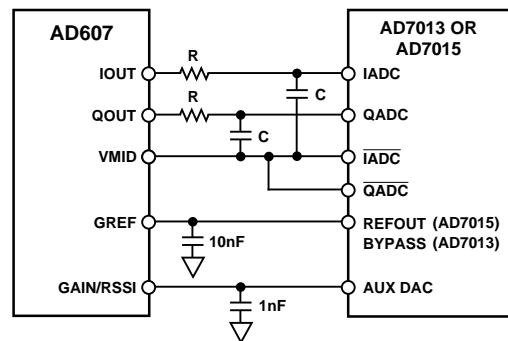 AD607
AD7013 OR
AD7015
IOUT
R
IADC
R
C
QOUT
QADC
C
VMID
IADC
QADC
GREF
REFOUT (AD7015)
10nF
BYPASS (AD7013)
GAIN/RSSI
AUX DAC
1nF